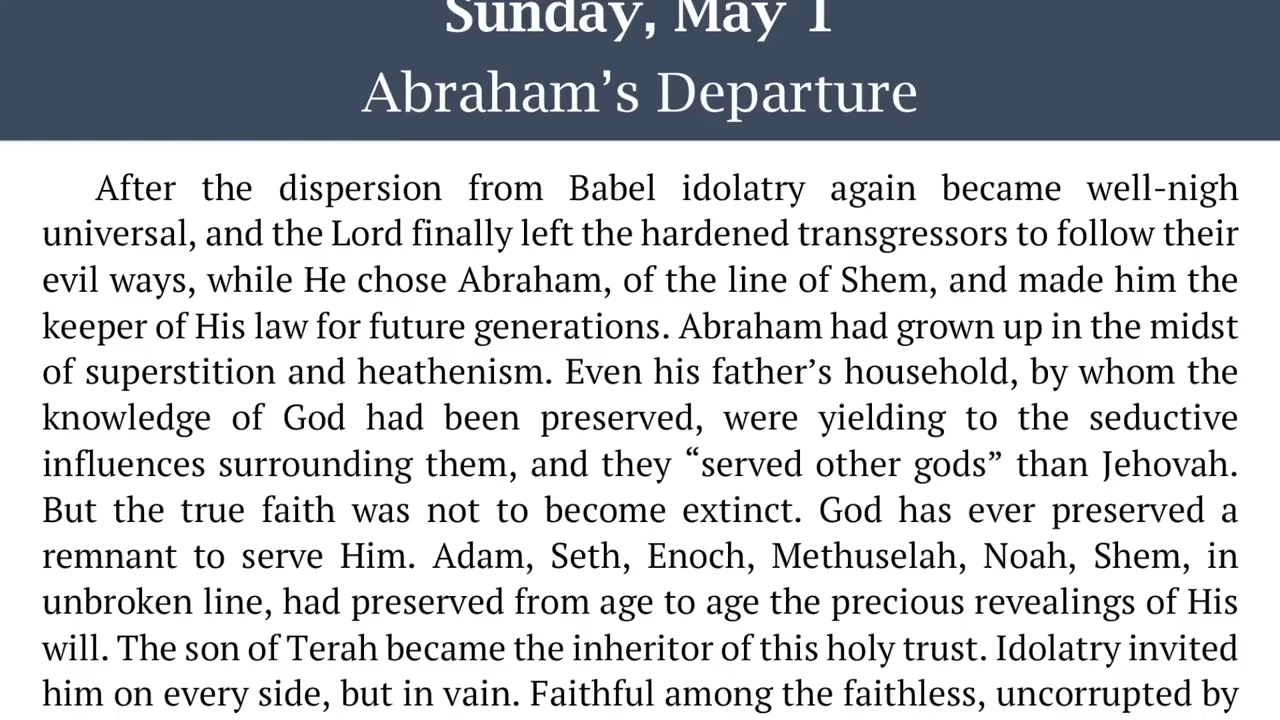 Sunday, May 1
Abraham’s Departure
After the dispersion from Babel idolatry again became well-nigh
universal, and the Lord finally left the hardened transgressors to follow their
evil ways, while He chose Abraham, of the line of Shem, and made him the
keeper of His law for future generations. Abraham had grown up in the midst
of superstition and heathenism. Even his father’s household, by whom the
knowledge of God had been preserved, were yielding to the seductive
influences surrounding them, and they “served other gods” than Jehovah.
But the true faith was not to become extinct. God has ever preserved a
remnant to serve Him. Adam, Seth, Enoch, Methuselah, Noah, Shem, in
unbroken line, had preserved from age to age the precious revealings of His
will. The son of Terah became the inheritor of this holy trust. Idolatry invited
him on every side, but in vain. Faithful among the faithless, uncorrupted by